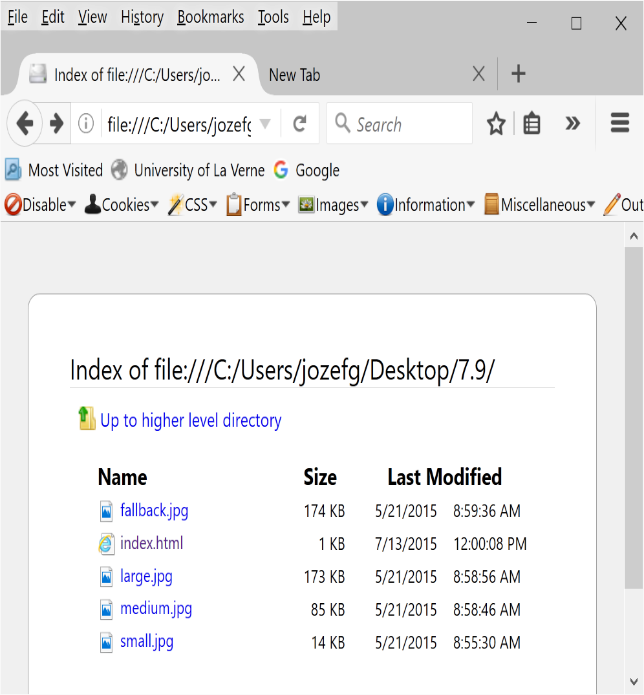 File Edit View History Bookmarks Tools Help
Index of file:///C:/Users/jo... New Tab
file:///C:/Users/jozefg Search
Most Visited University of La Verne Google
Disable Cookies CSS Forms Images Information Miscellaneous Out
Index of file:///C:/Users/jozefg/Desktop/7.9/
Up to higher level directory
Name Size Last Modified
fallback.jpg 174 KB 5/21/2015 8:59:36 AM
index.html 1 KB 7/13/2015 12:00:08 PM
large.jpg 173 KB 5/21/2015 8:58:56 AM
medium.jpg 85 KB 5/21/2015 8:58:46 AM
small.jpg 14 KB 5/21/2015 8:55:30 AM